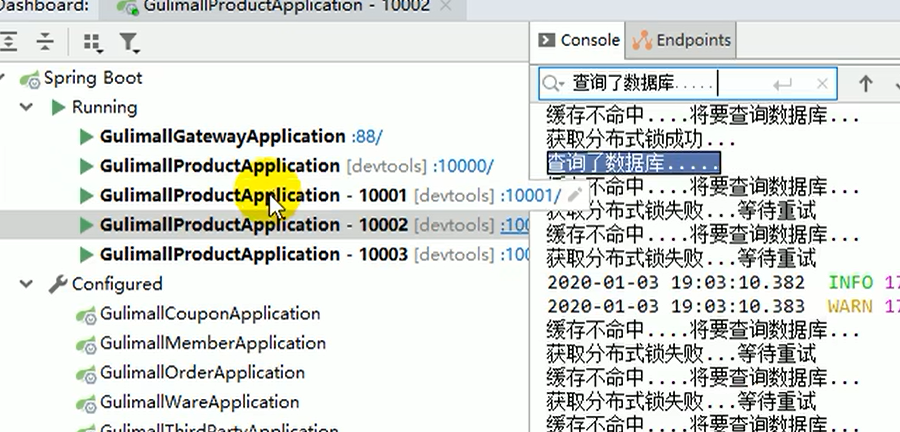 Dashboard: GulimallProductApplication - 10002
Console Endpoints
Spring Boot
Running
GulimallGatewayApplication :88/
GulimallProductApplication [devtools] :10000/
GulimallProductApplication - 10001 [devtools] :10001/
GulimallProductApplication - 10002 [devtools] :100
GulimallProductApplication - 10003 [devtools] :100
Configured
GulimallCouponApplication
GulimallMemberApplication
GulimallOrderApplication
GulimallWareApplication
GulimallThirdPartyApplication
查询了数据库.....
缓存不命中....将要查询数据库...
获取分布式锁成功...
查询了数据库.....
缓存不命中....将要查询数据库...
获取分布式锁失败...等待重试
缓存不命中....将要查询数据库...
获取分布式锁失败...等待重试
2020-01-03 19:03:10.382 INFO 17
2020-01-03 19:03:10.383 WARN 17
缓存不命中....将要查询数据库...
获取分布式锁失败...等待重试
缓存不命中....将要查询数据库...
获取分布式锁失败...等待重试
缓存不命中....将要查询数据库...